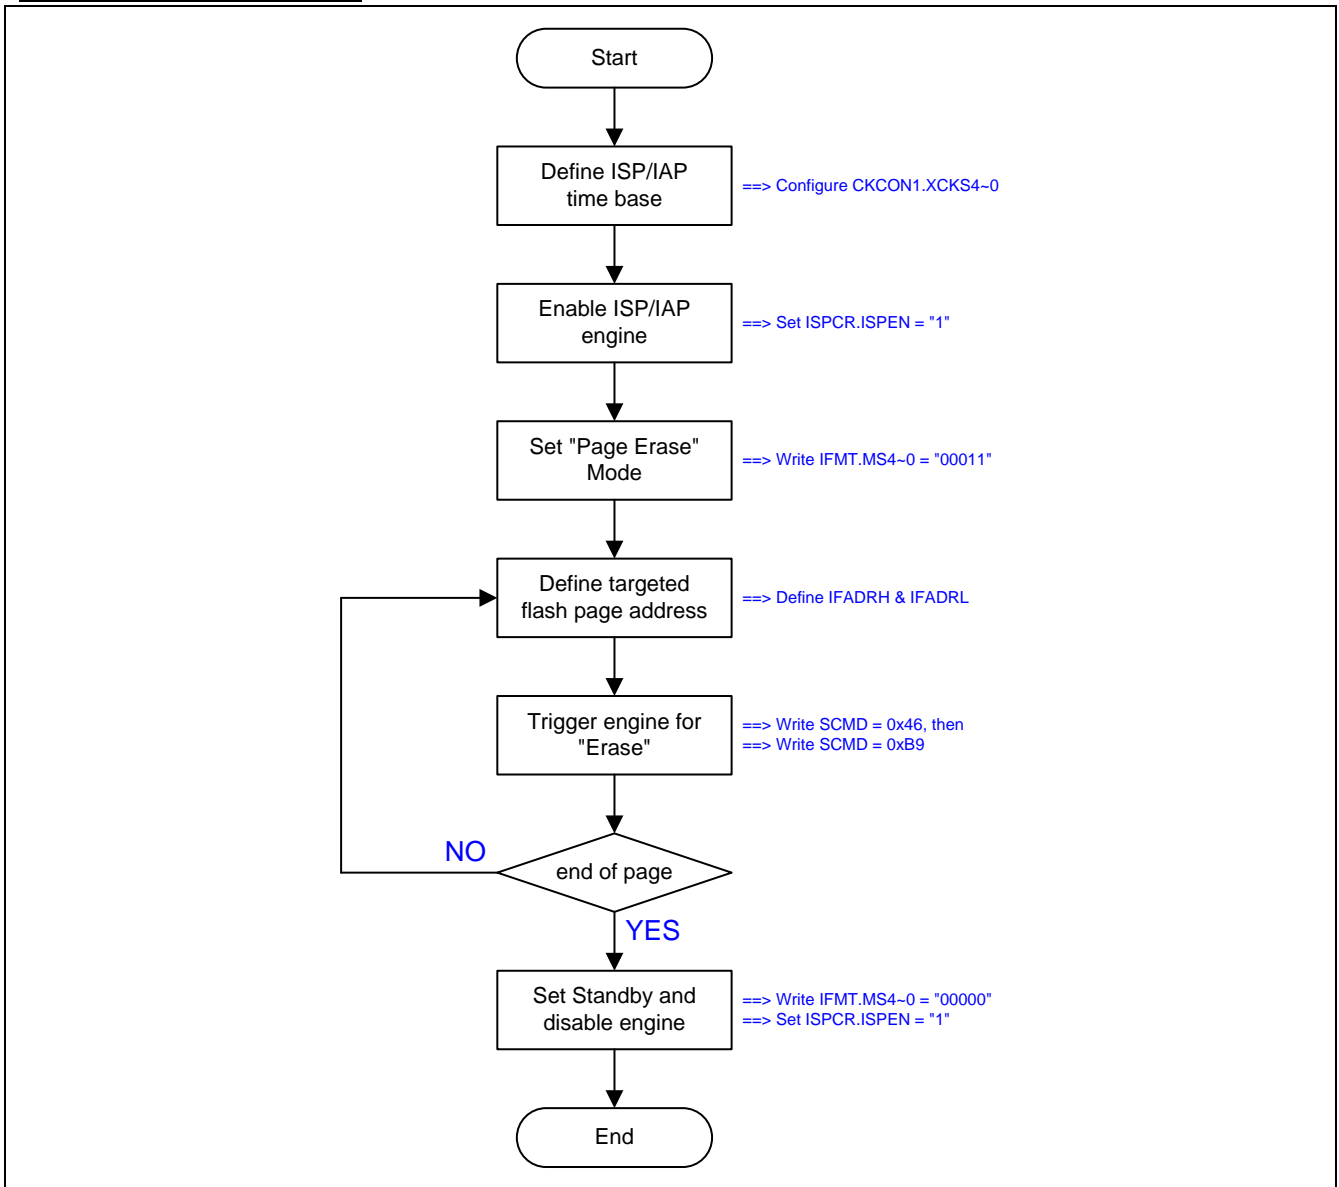 Start
Define ISP/IAP
time base
==> Configure CKCON1.XCKS4~0
Enable ISP/IAP
engine
==> Set ISPCR.ISPEN = "1"
Set "Page Erase"
Mode
==> Write IFMT.MS4~0 = "00011"
Define targeted
flash page address
==> Define IFADRH & IFADRL
Trigger engine for
"Erase"
==> Write SCMD = 0x46, then
==> Write SCMD = 0xB9
NO
end of page
YES
Set Standby and
disable engine
==> Write IFMT.MS4~0 = "00000"
==> Set ISPCR.ISPEN = "1"
End